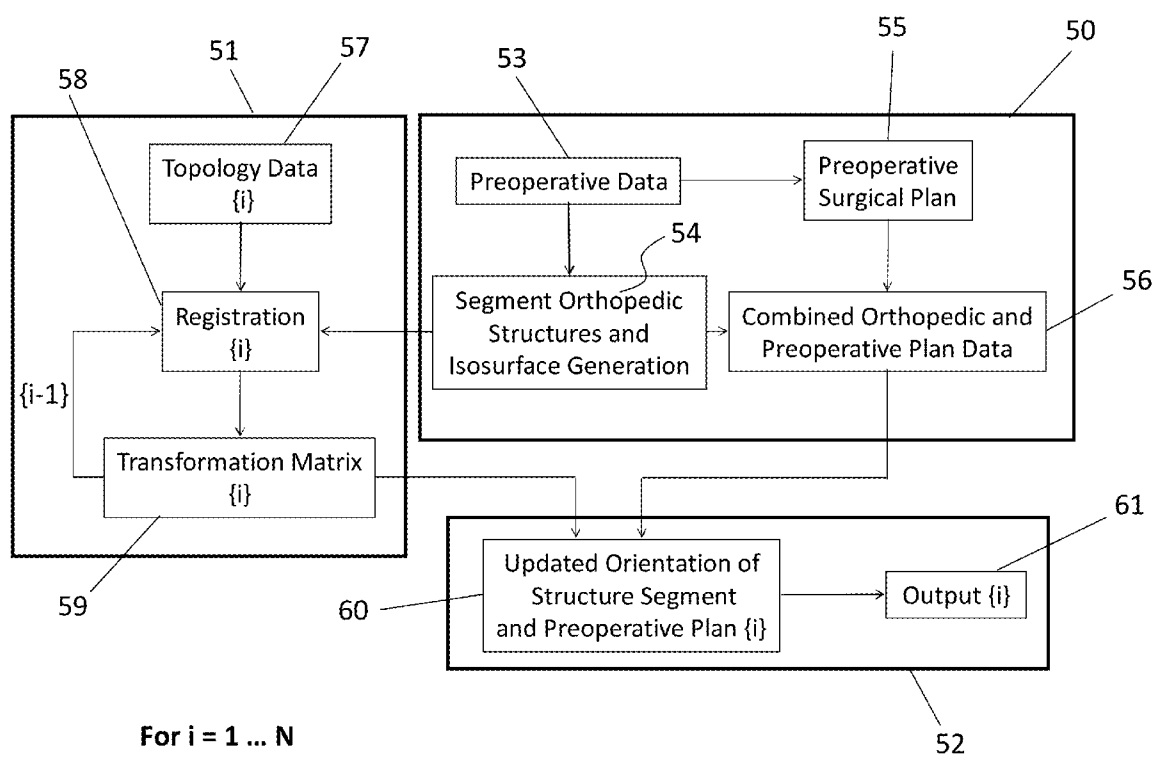 55
50
57
51
53
58
Topology Data
{i}
Preoperative Data
Preoperative
Surgical Plan
54
56
Registration
{i}
Segment Orthopedic
Structures and
Isosurface Generation
Combined Orthopedic and
Preoperative Plan Data
{i-1}
Transformation Matrix
{i}
61
59
60
Updated Orientation of
Structure Segment
and Preoperative Plan {i}
Output {i}
52
For i = 1 ... N